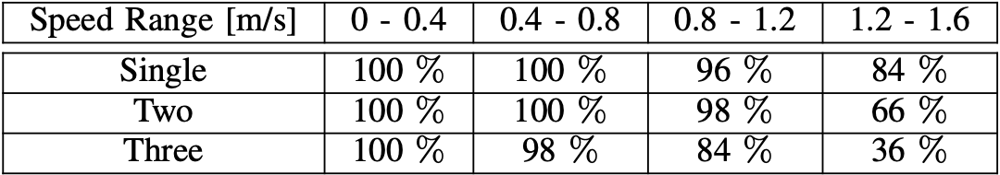 Speed Range [m/s] 0 - 0.4 0.4 - 0.8 0.8 - 1.2 1.2 - 1.6
Single 100 % 100 % 96 % 84 %
Two 100 % 100 % 98 % 66 %
Three 100 % 98 % 84 % 36 %